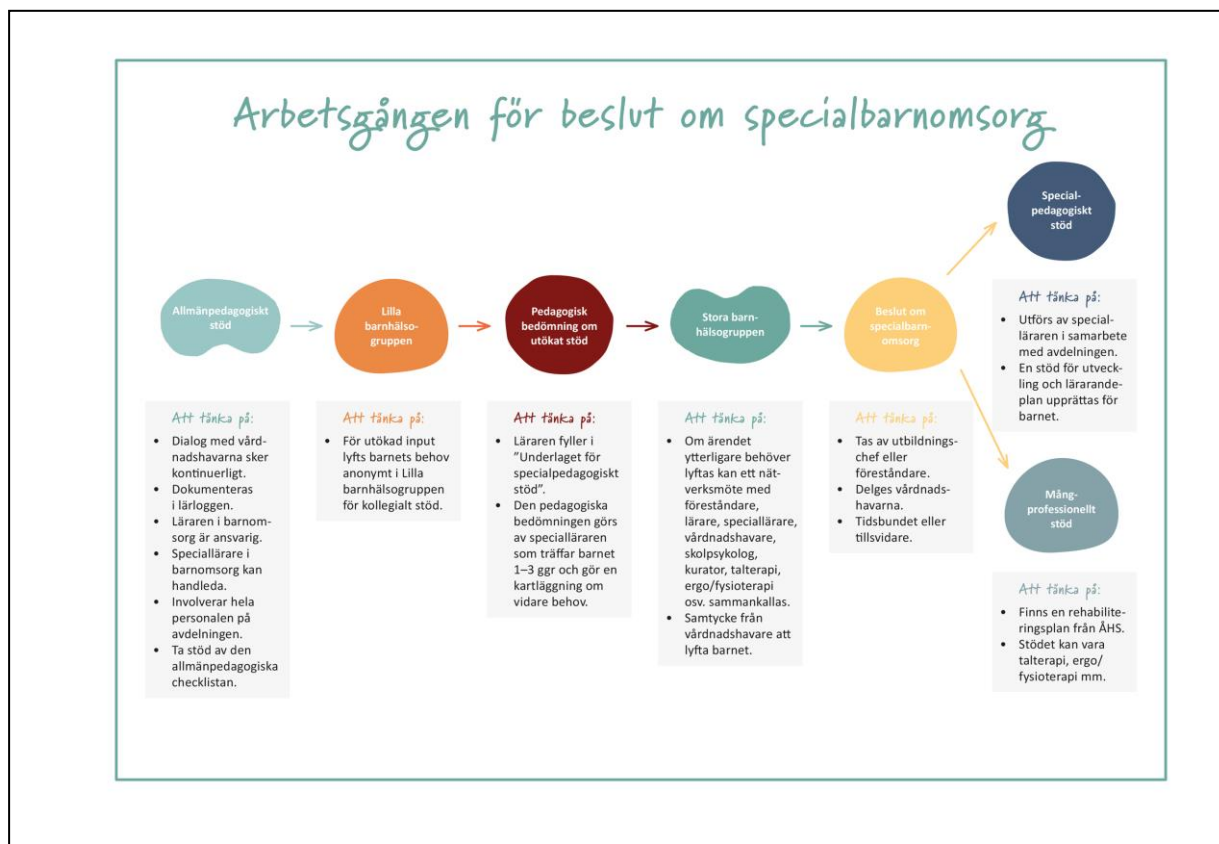 Arbetsgången för beslut om specialbarnomsorg
Allmänpedagogiskt
stöd
Att tänka på:
• Dialog med vård-
nadshavarna sker
kontinuerligt.
• Dokumenteras
i lärloggen.
• Läraren i barnom-
sorg är ansvarig.
• Speciallärare i
barnomsorg kan
handleda.
• Involverar hela
personalen på
avdelningen.
• Ta stöd av den
allmänpedagogiska
checklistan.
Lilla
barnhälso-
gruppen
Att tänka på:
• För utökad input
lyfts barnets behov
anonymt i Lilla
barnhälsogruppen
för kollegialt stöd.
Pedagogisk
bedömning om
utökat stöd
Att tänka på:
• Läraren fyller i
”Underlaget för
specialpedagogiskt
stöd”.
• Den pedagogiska
bedömningen görs
av specialläraren
som träffar barnet
1–3 ggr och gör en
kartläggning om
vidare behov.
Stora barn-
hälsogruppen
Att tänka på:
• Om ärendet
ytterligare behöver
lyftas kan ett nät-
verksmöte med
föreståndare,
lärare, speciallärare,
vårdnadshavare,
skolpsykolog,
kurator, talterapi,
ergo/fysioterapi
osv. sammankallas.
• Samtycke från
vårdnadshavare att
lyfta barnet.
Beslut om
specialbarn-
omsorg
Att tänka på:
• Tas av utbildnings-
chef eller
föreståndare.
• Delges vårdnads-
havarna.
• Tidsbundet eller
tillsvidare.
Special-
pedagogiskt
stöd
Att tänka på:
• Utförs av special-
läraren i samarbete
med avdelningen.
• En stöd för utveck-
ling och lärarande-
plan upprättas för
barnet.
Mång-
professionellt
stöd
Att tänka på:
• Finns en rehabilite-
ringsplan från ÅHS.
• Stödet kan vara
talterapi, ergo/
fysioterapi mm.